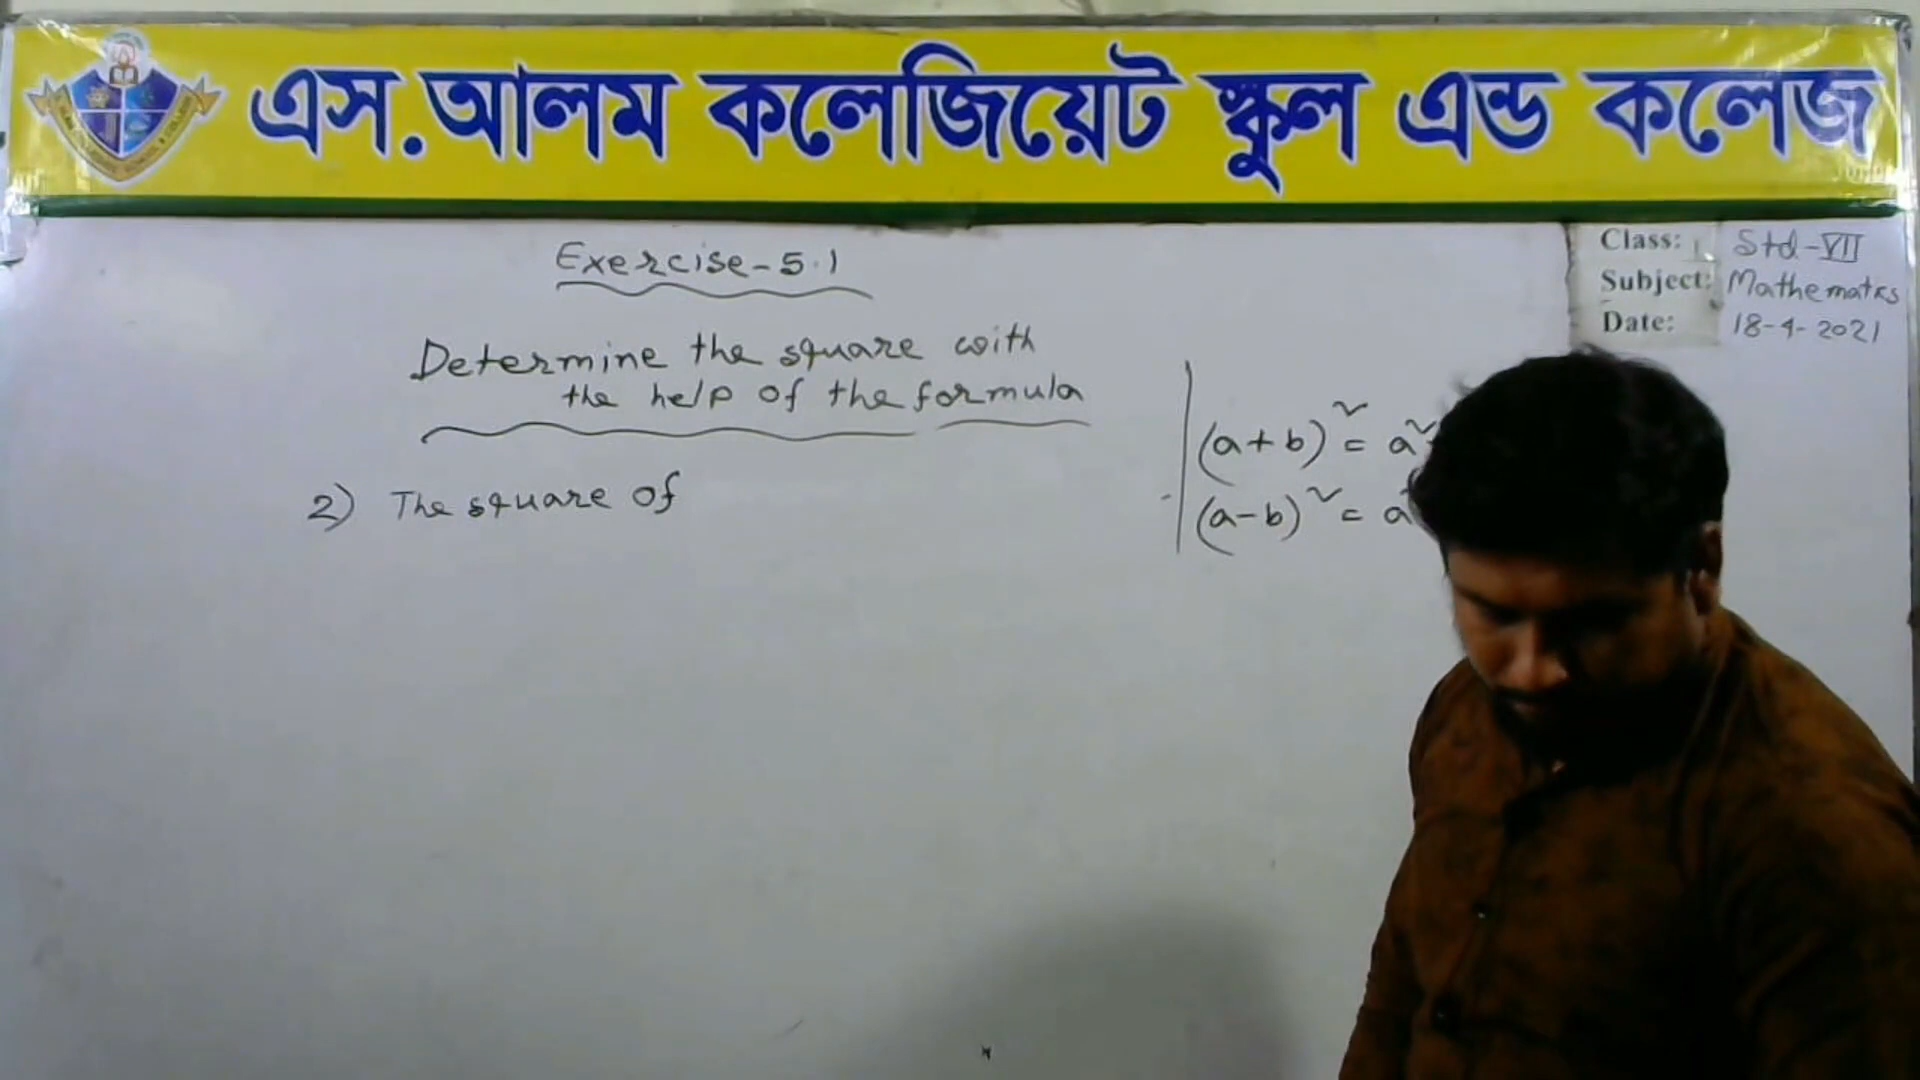 এস.আলম কলেজিয়েট স্কুল এন্ড কলেজ
Exercise-5.1
Determine the square with
the help of the formula
2) The square of
(a+b)² = a²
(a-b)² = a
Class: Std-VII
Subject: Mathematics
Date: 18-4-2021